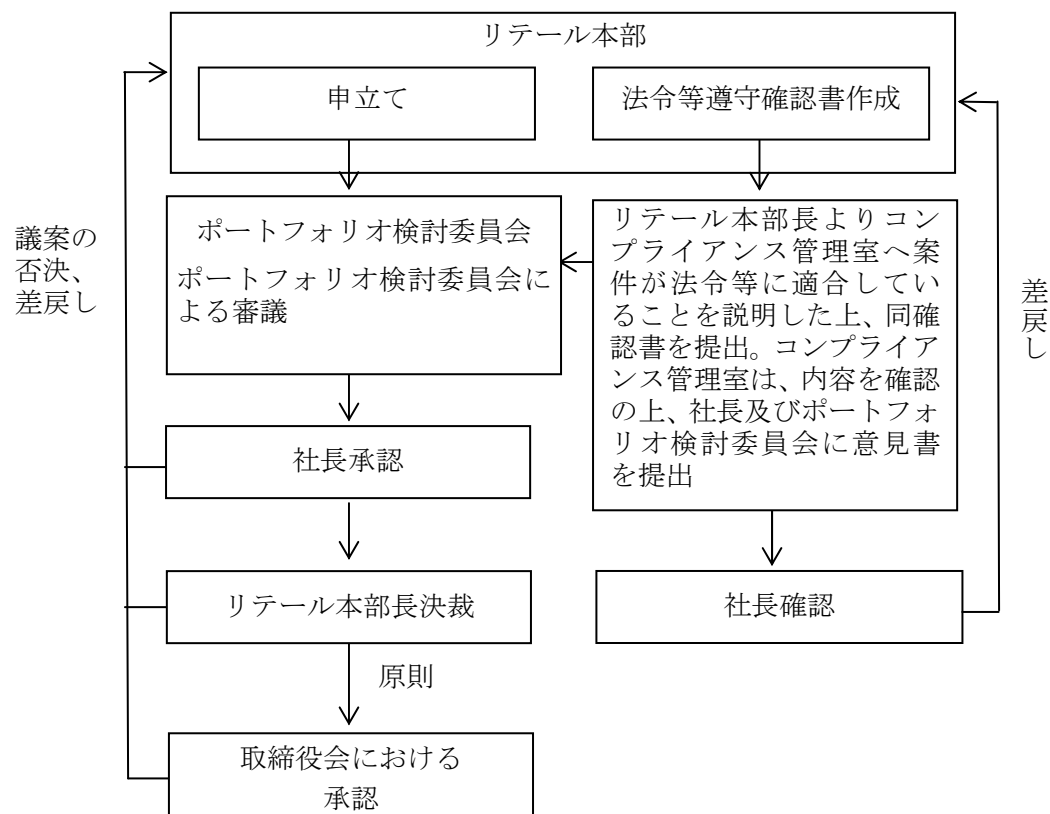 リテール本部
申立て
法令等遵守確認書作成
議案の
否決、
差戻し
ポートフォリオ検討委員会
ポートフォリオ検討委員会に
よる審議
リテール本部長よりコン
プライアンス管理室へ案
件が法令等に適合してい
ることを説明した上、同確
認書を提出。コンプライア
ンス管理室は、内容を確認
の上、社長及びポートフォ
リオ検討委員会に意見書
を提出
差戻し
社長承認
リテール本部長決裁
社長確認
原則
取締役会における
承認